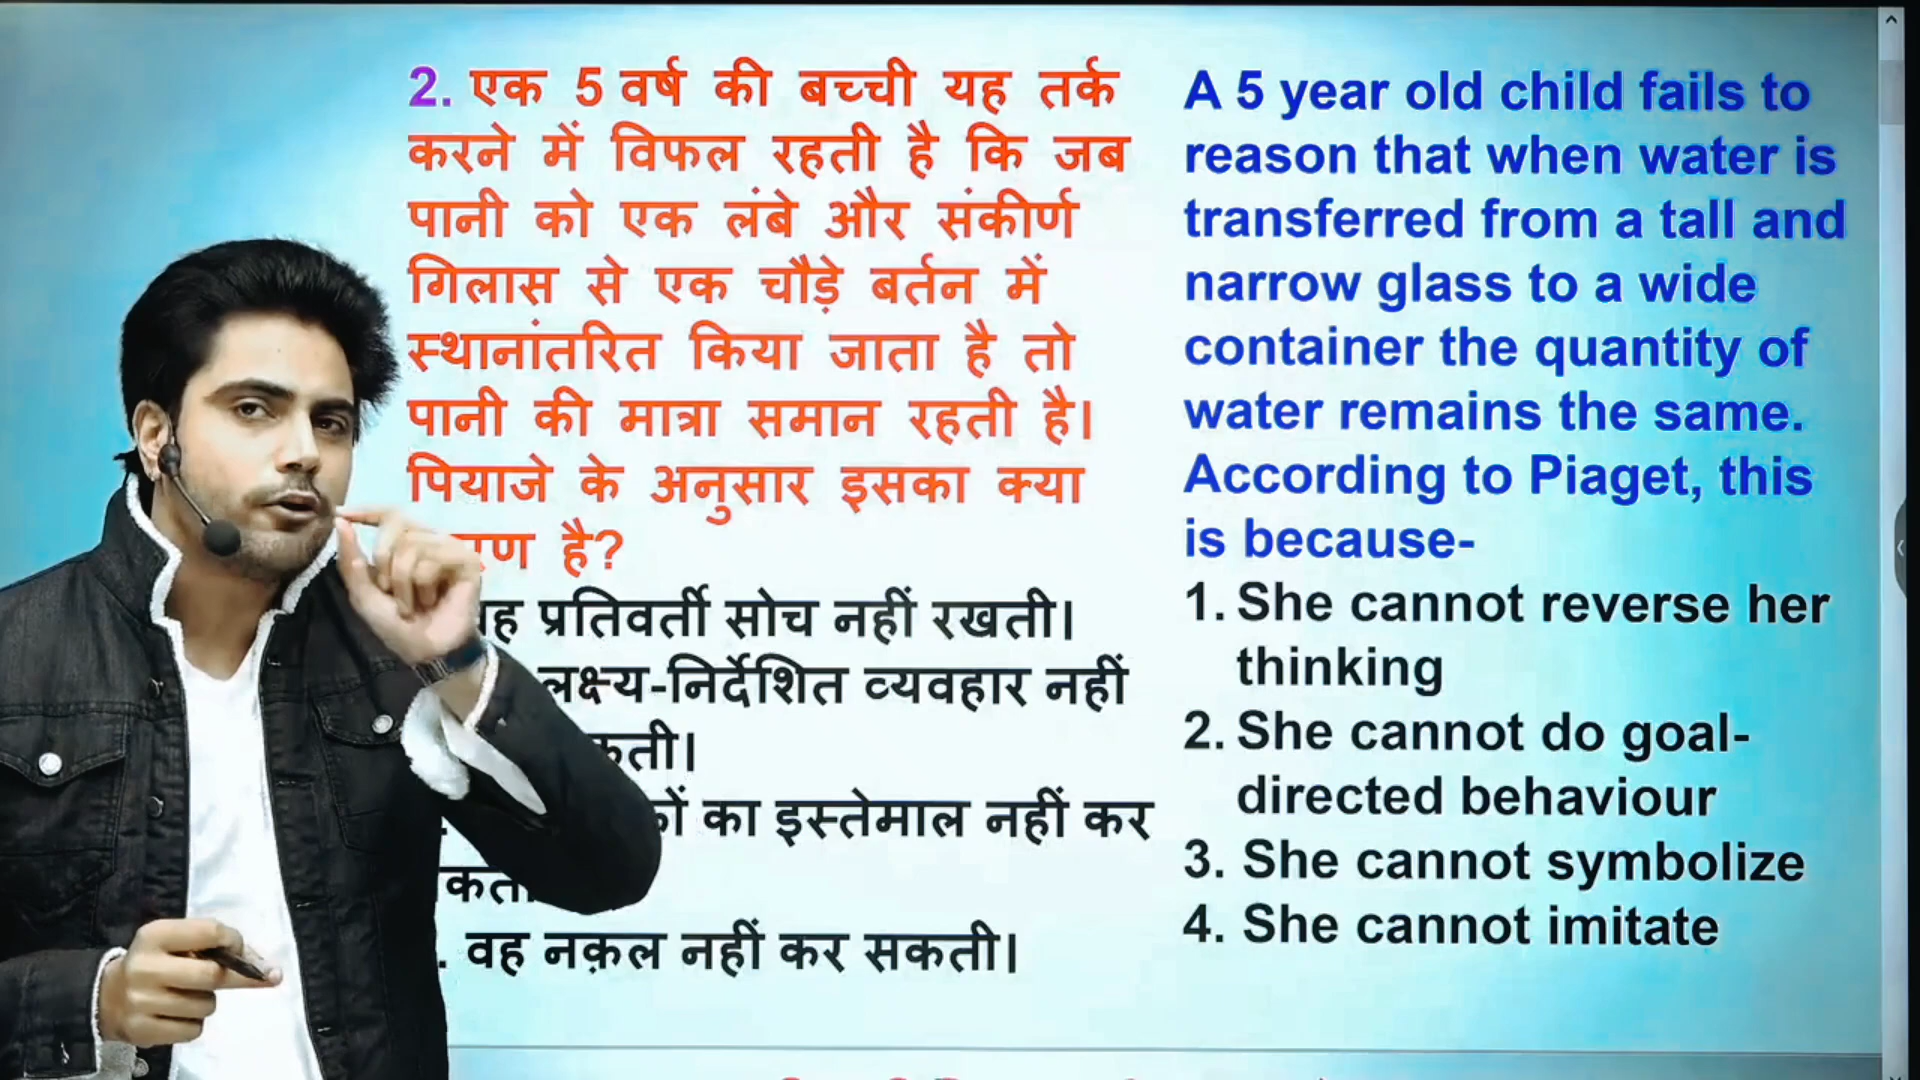 2. एक 5 वर्ष की बच्ची यह तर्क
करने में विफल रहती है कि जब
पानी को एक लंबे और संकीर्ण
गिलास से एक चौड़े बर्तन में
स्थानांतरित किया जाता है तो
पानी की मात्रा समान रहती है।
पियाजे के अनुसार इसका क्या
है?
प्रतिवर्ती सोच नहीं रखती।
लक्ष्य-निर्देशित व्यवहार नहीं
का इस्तेमाल नहीं कर
वह नक़ल नहीं कर सकती।
A 5 year old child fails to
reason that when water is
transferred from a tall and
narrow glass to a wide
container the quantity of
water remains the same.
According to Piaget, this
is because-
1. She cannot reverse her
thinking
2. She cannot do goal-
directed behaviour
3. She cannot symbolize
4. She cannot imitate